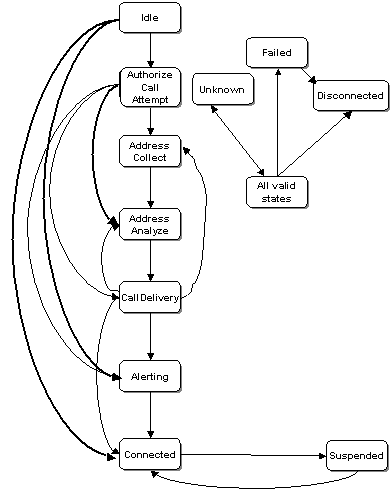 Idle
Authorize
Call
Attempt
Address
Collect
Address
Analyze
Call Delivery
Alerting
Connected
Suspended
Failed
Unknown
Disconnected
All valid
states